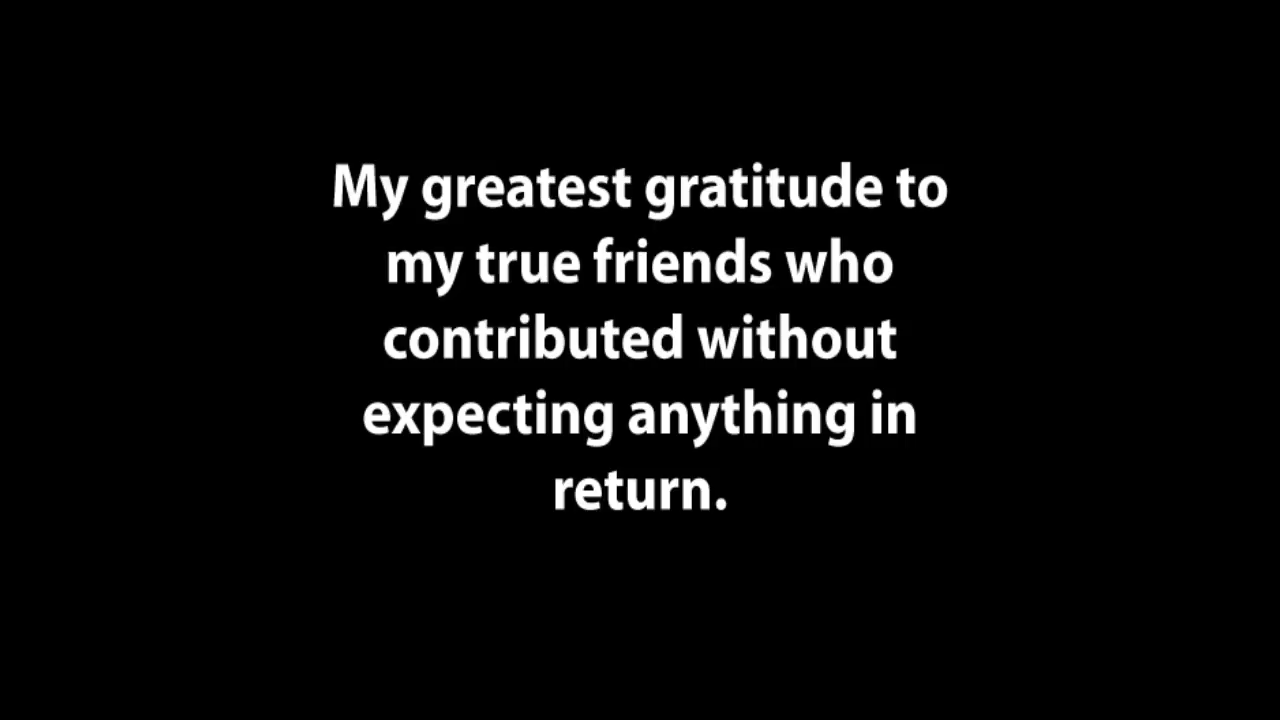 My greatest gratitude to
my true friends who
contributed without
expecting anything in
return.